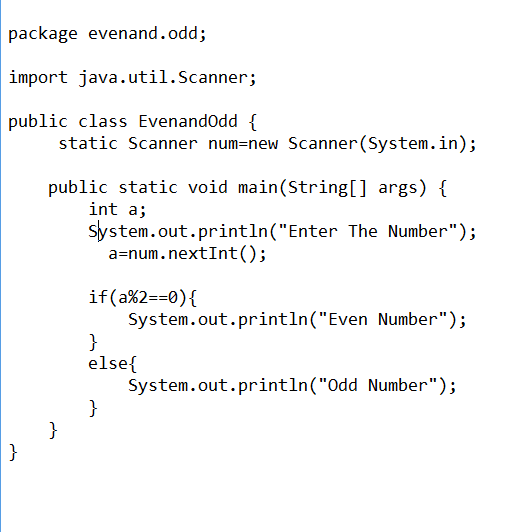 package evenand.odd;
import java.util.Scanner;
public class EvenandOdd {
static Scanner num=new Scanner(System.in);
public static void main(String[] args) {
int a;
System.out.println("Enter The Number");
a=num.nextInt();
if(a%2==0){
System.out.println("Even Number");
}
else{
System.out.println("Odd Number");
}
}
}